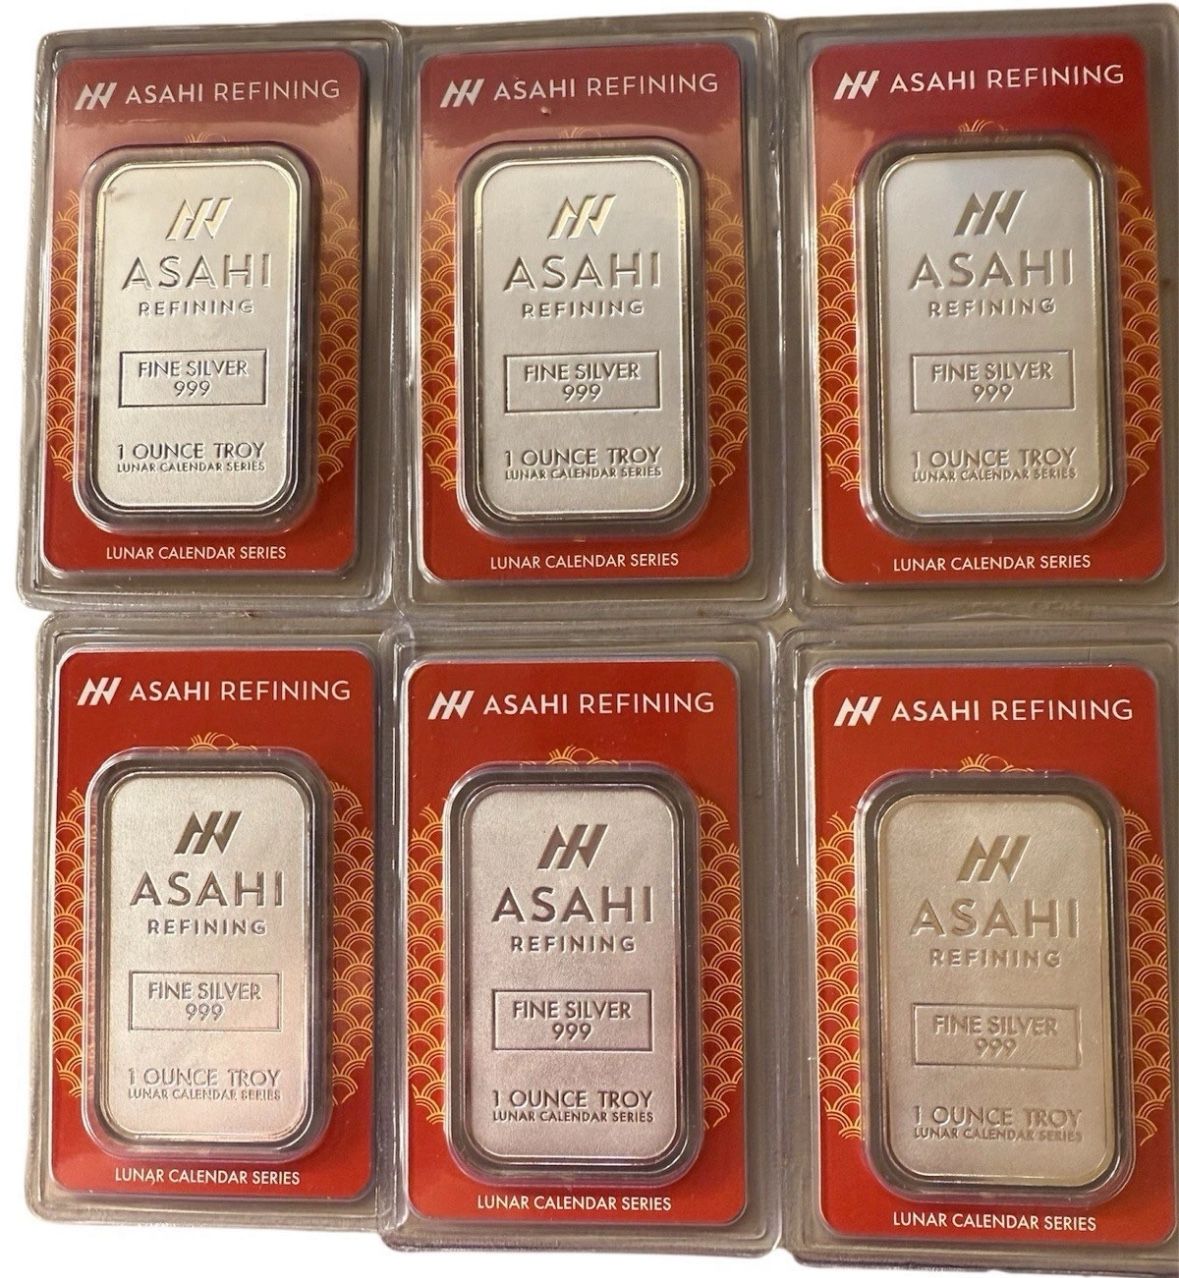 ASAHI REFINING
ASAHI
REFINING
FINE SILVER
999
1 OUNCE TROY
LUNAR CALENDAR SERIES
LUNAR CALENDAR SERIES
ASAHI REFINING
ASAHI
REFINING
FINE SILVER
999
1 OUNCE TROY
LUNAR CALENDAR SERIES
LUNAR CALENDAR SERIES
ASAHI REFINING
ASAHI
REFINING
FINE SILVER
999
1 OUNCE TROY
LUNAR CALENDAR SERIES
LUNAR CALENDAR SERIES
ASAHI REFINING
ASAHI
REFINING
FINE SILVER
999
1 OUNCE TROY
LUNAR CALENDAR SERIES
LUNAR CALENDAR SERIES
ASAHI REFINING
ASAHI
REFINING
FINE SILVER
999
1 OUNCE TROY
LUNAR CALENDAR SERIES
LUNAR CALENDAR SERIES
ASAHI REFINING
ASAHI
REFINING
FINE SILVER
999
1 OUNCE TROY
LUNAR CALENDAR SERIES
LUNAR CALENDAR SERIES